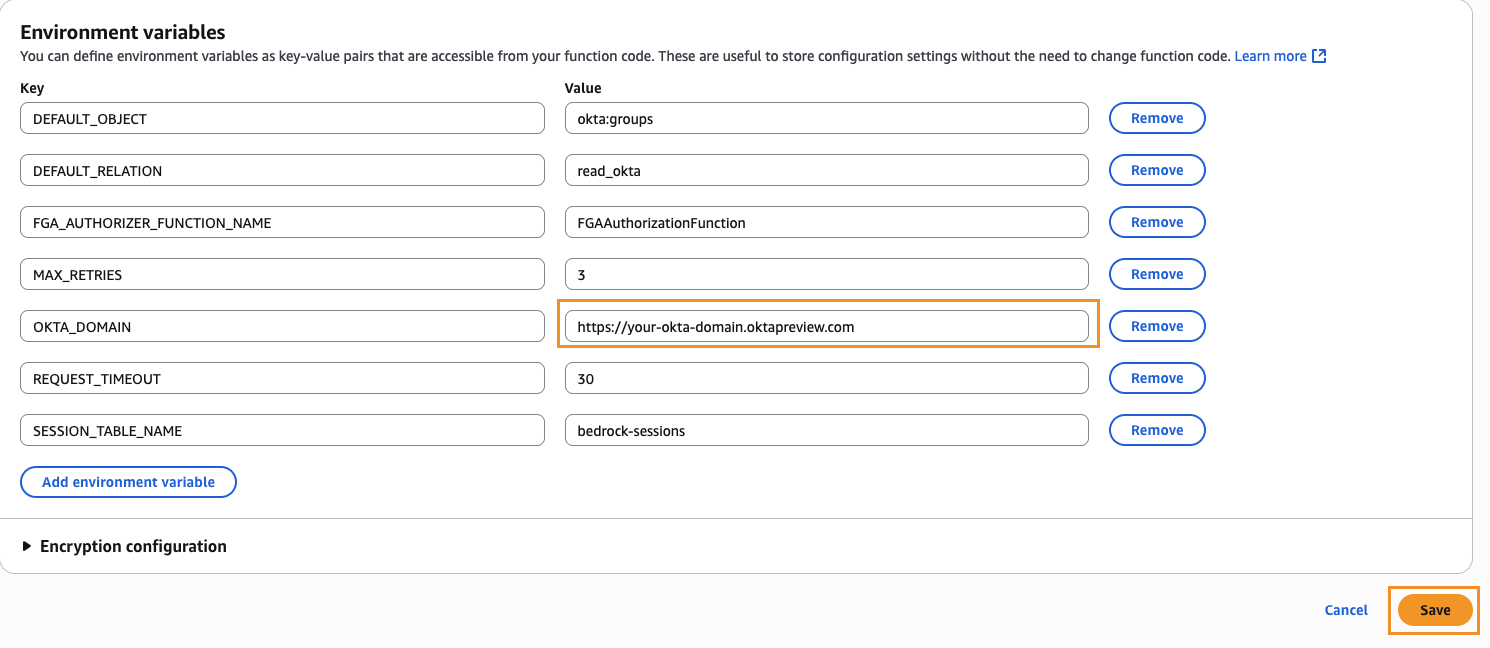 Environment variables
You can define environment variables as key-value pairs that are accessible from your function code. These are useful to store configuration settings without the need to change function code. Learn more
Key Value
DEFAULT_OBJECT okta:groups Remove
DEFAULT_RELATION read_okta Remove
FGA_AUTHORIZER_FUNCTION_NAME FGAAuthorizationFunction Remove
MAX_RETRIES 3 Remove
OKTA_DOMAIN https://your-okta-domain.oktapreview.com Remove
REQUEST_TIMEOUT 30 Remove
SESSION_TABLE_NAME bedrock-sessions Remove
Add environment variable
Encryption configuration
Cancel Save